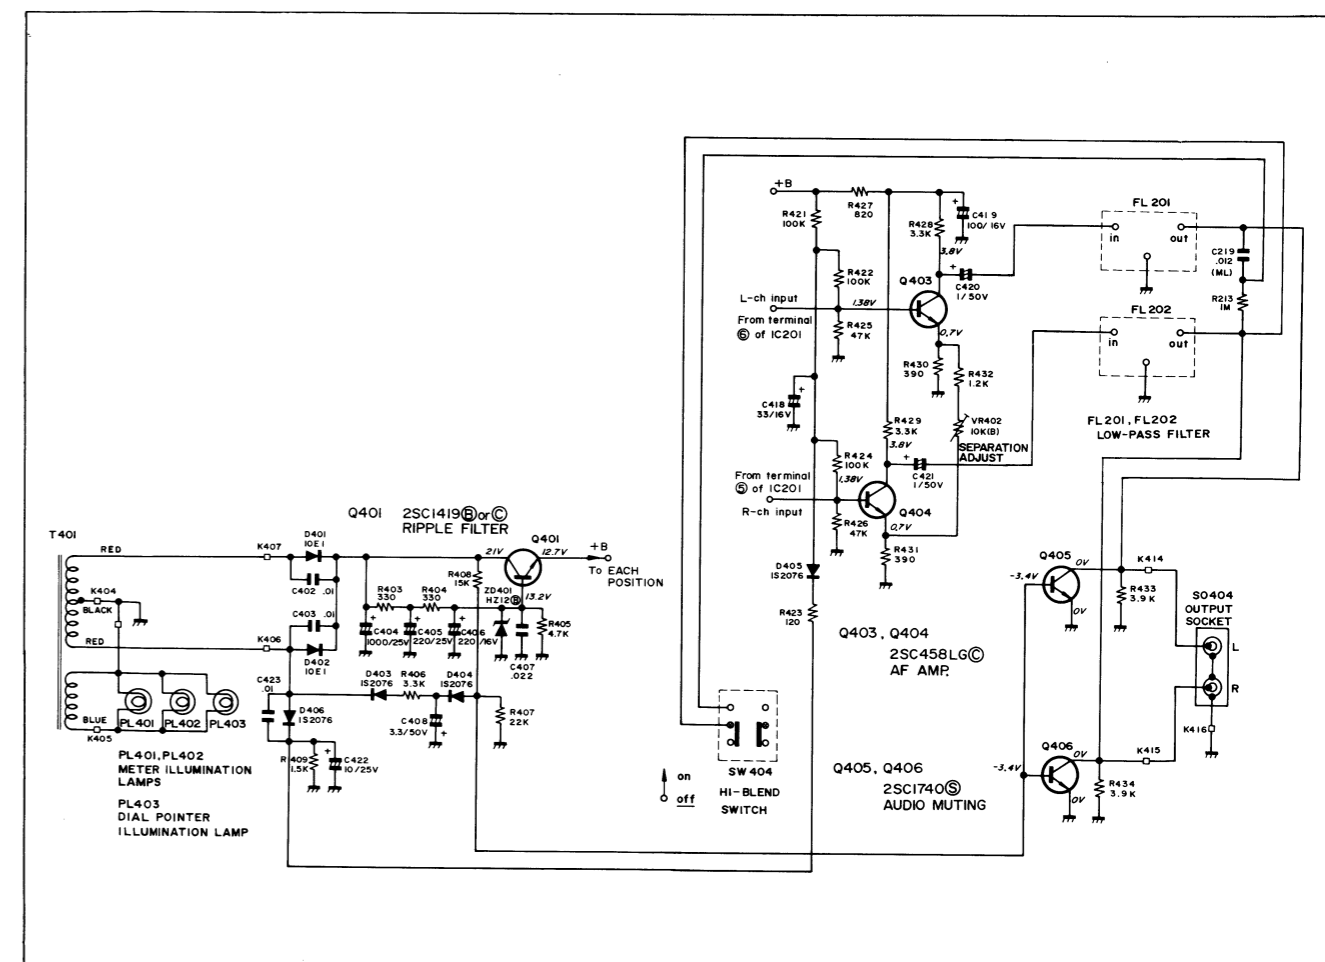 +B
R421
100K
R427
820
R428
3.3K
3.8V
+
C419
100/16V
FL 201
in
out
C219
.012
(ML)
R213
1M
R422
100K
Q403
+
C420
1/50V
L-ch input
1.38V
From terminal
⑥ of IC201
R425
47K
0.7V
R430
390
R432
1.2K
FL 202
in
out
C418
33/16V
+
R429
3.3K
3.8V
VR402
10K(B)
SEPARATION
ADJUST
FL201, FL202
LOW-PASS FILTER
R424
100K
+
C421
1/50V
From terminal
⑤ of IC201
1.38V
R-ch input
Q404
R426
47K
0.7V
R431
390
D405
1S2076
R423
120
Q403, Q404
2SC458LGⒸ
AF AMP.
Q401 2SC1419ⒷorⒸ
RIPPLE FILTER
T401
RED
K407
D401
10E1
C402 .01
21V
Q401
12.7V
+B
To EACH
POSITION
K404
BLACK
C403 .01
R408
15K
ZD401
HZ12Ⓑ
13.2V
R403
330
R404
330
+
C404
1000/25V
+
C405
220/25V
+
C406
220/16V
R405
4.7K
C407
.022
RED
K406
D402
10E1
C423
.01
D403
1S2076
R406
3.3K
D404
1S2076
D406
1S2076
C408
3.3/50V
+
R407
22K
PL401
PL402
PL403
BLUE
K405
R409
1.5K
+
C422
10/25V
PL401, PL402
METER ILLUMINATION
LAMPS
PL403
DIAL POINTER
ILLUMINATION LAMP
on
off
SW404
HI-BLEND
SWITCH
Q405, Q406
2SC1740Ⓢ
AUDIO MUTING
Q405
0V
-3.4V
0V
K414
R433
3.9K
SO404
OUTPUT
SOCKET
L
R
K416
Q406
0V
-3.4V
0V
K415
R434
3.9K